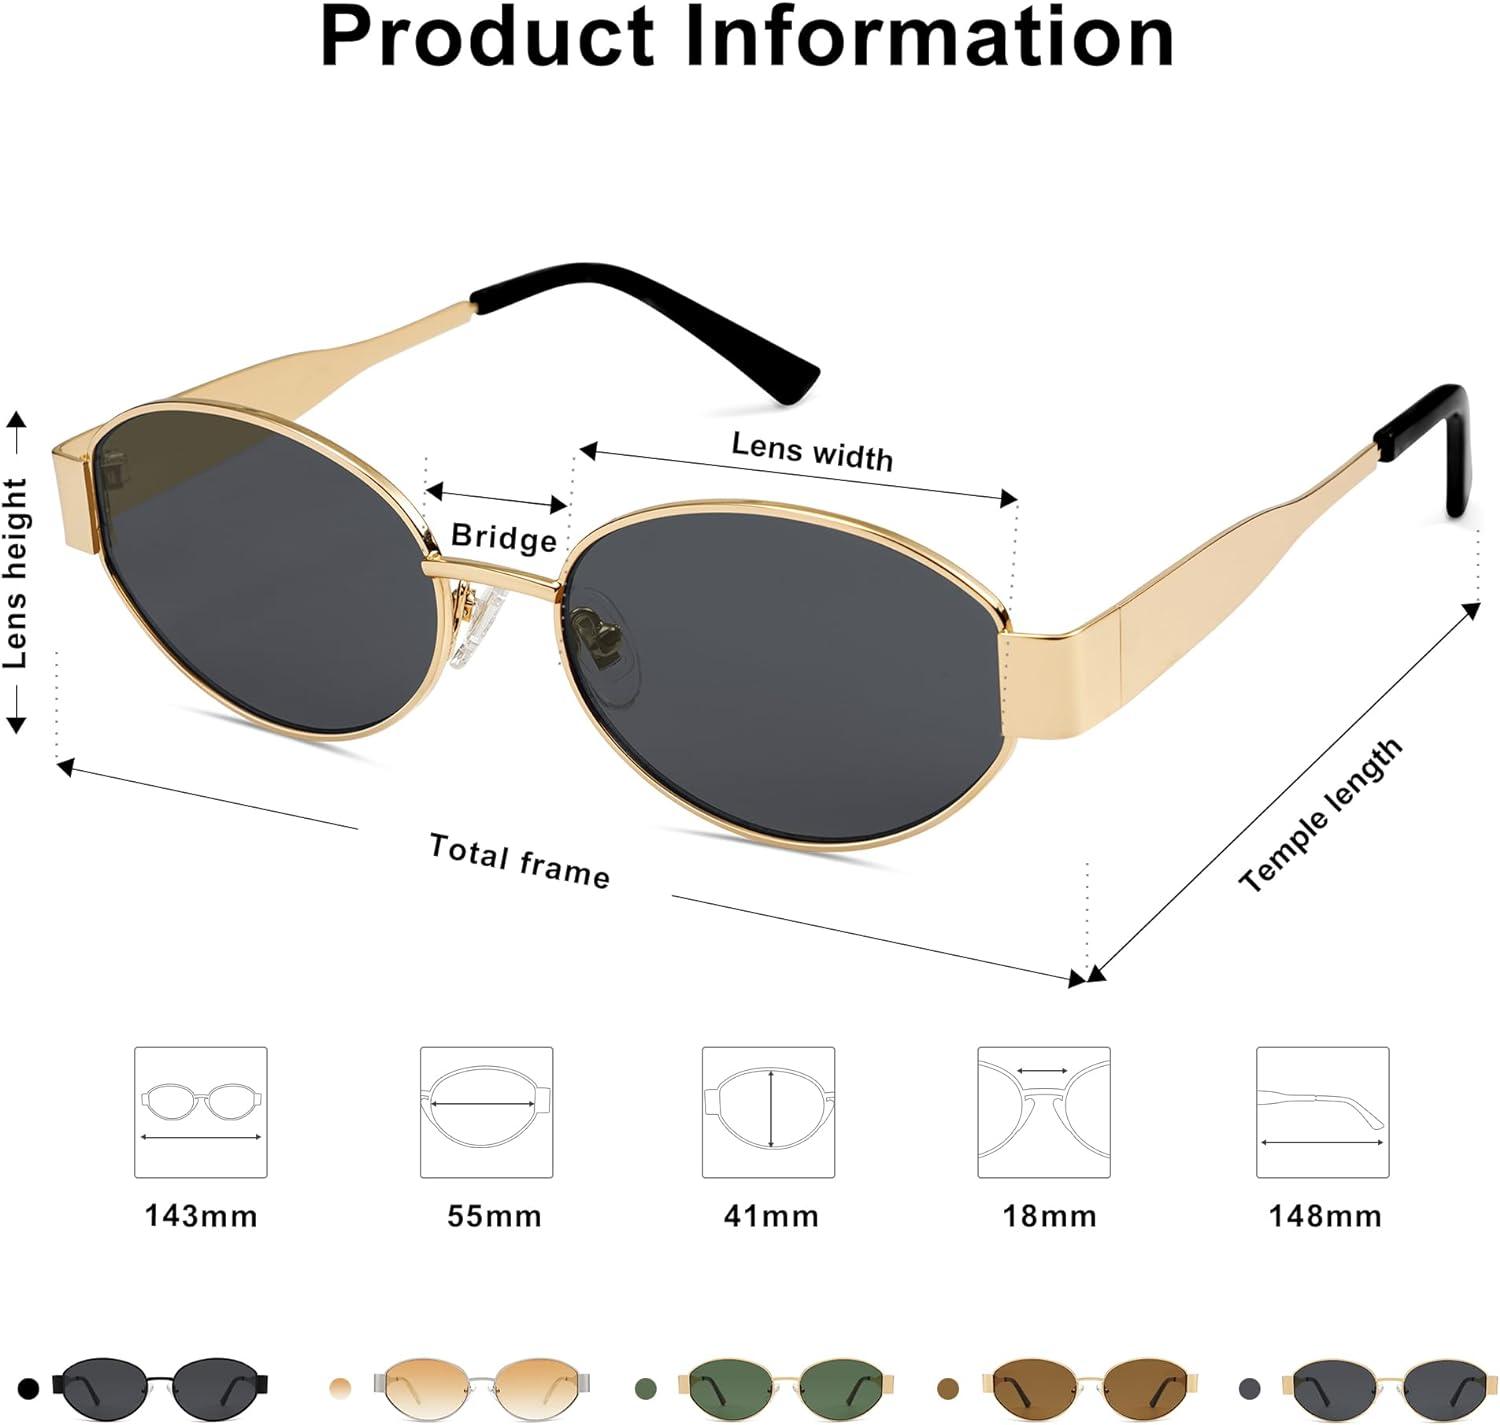 Product Information
Lens width
Bridge
Lens height
Total frame
Temple length
143mm
55mm
41mm
18mm
148mm